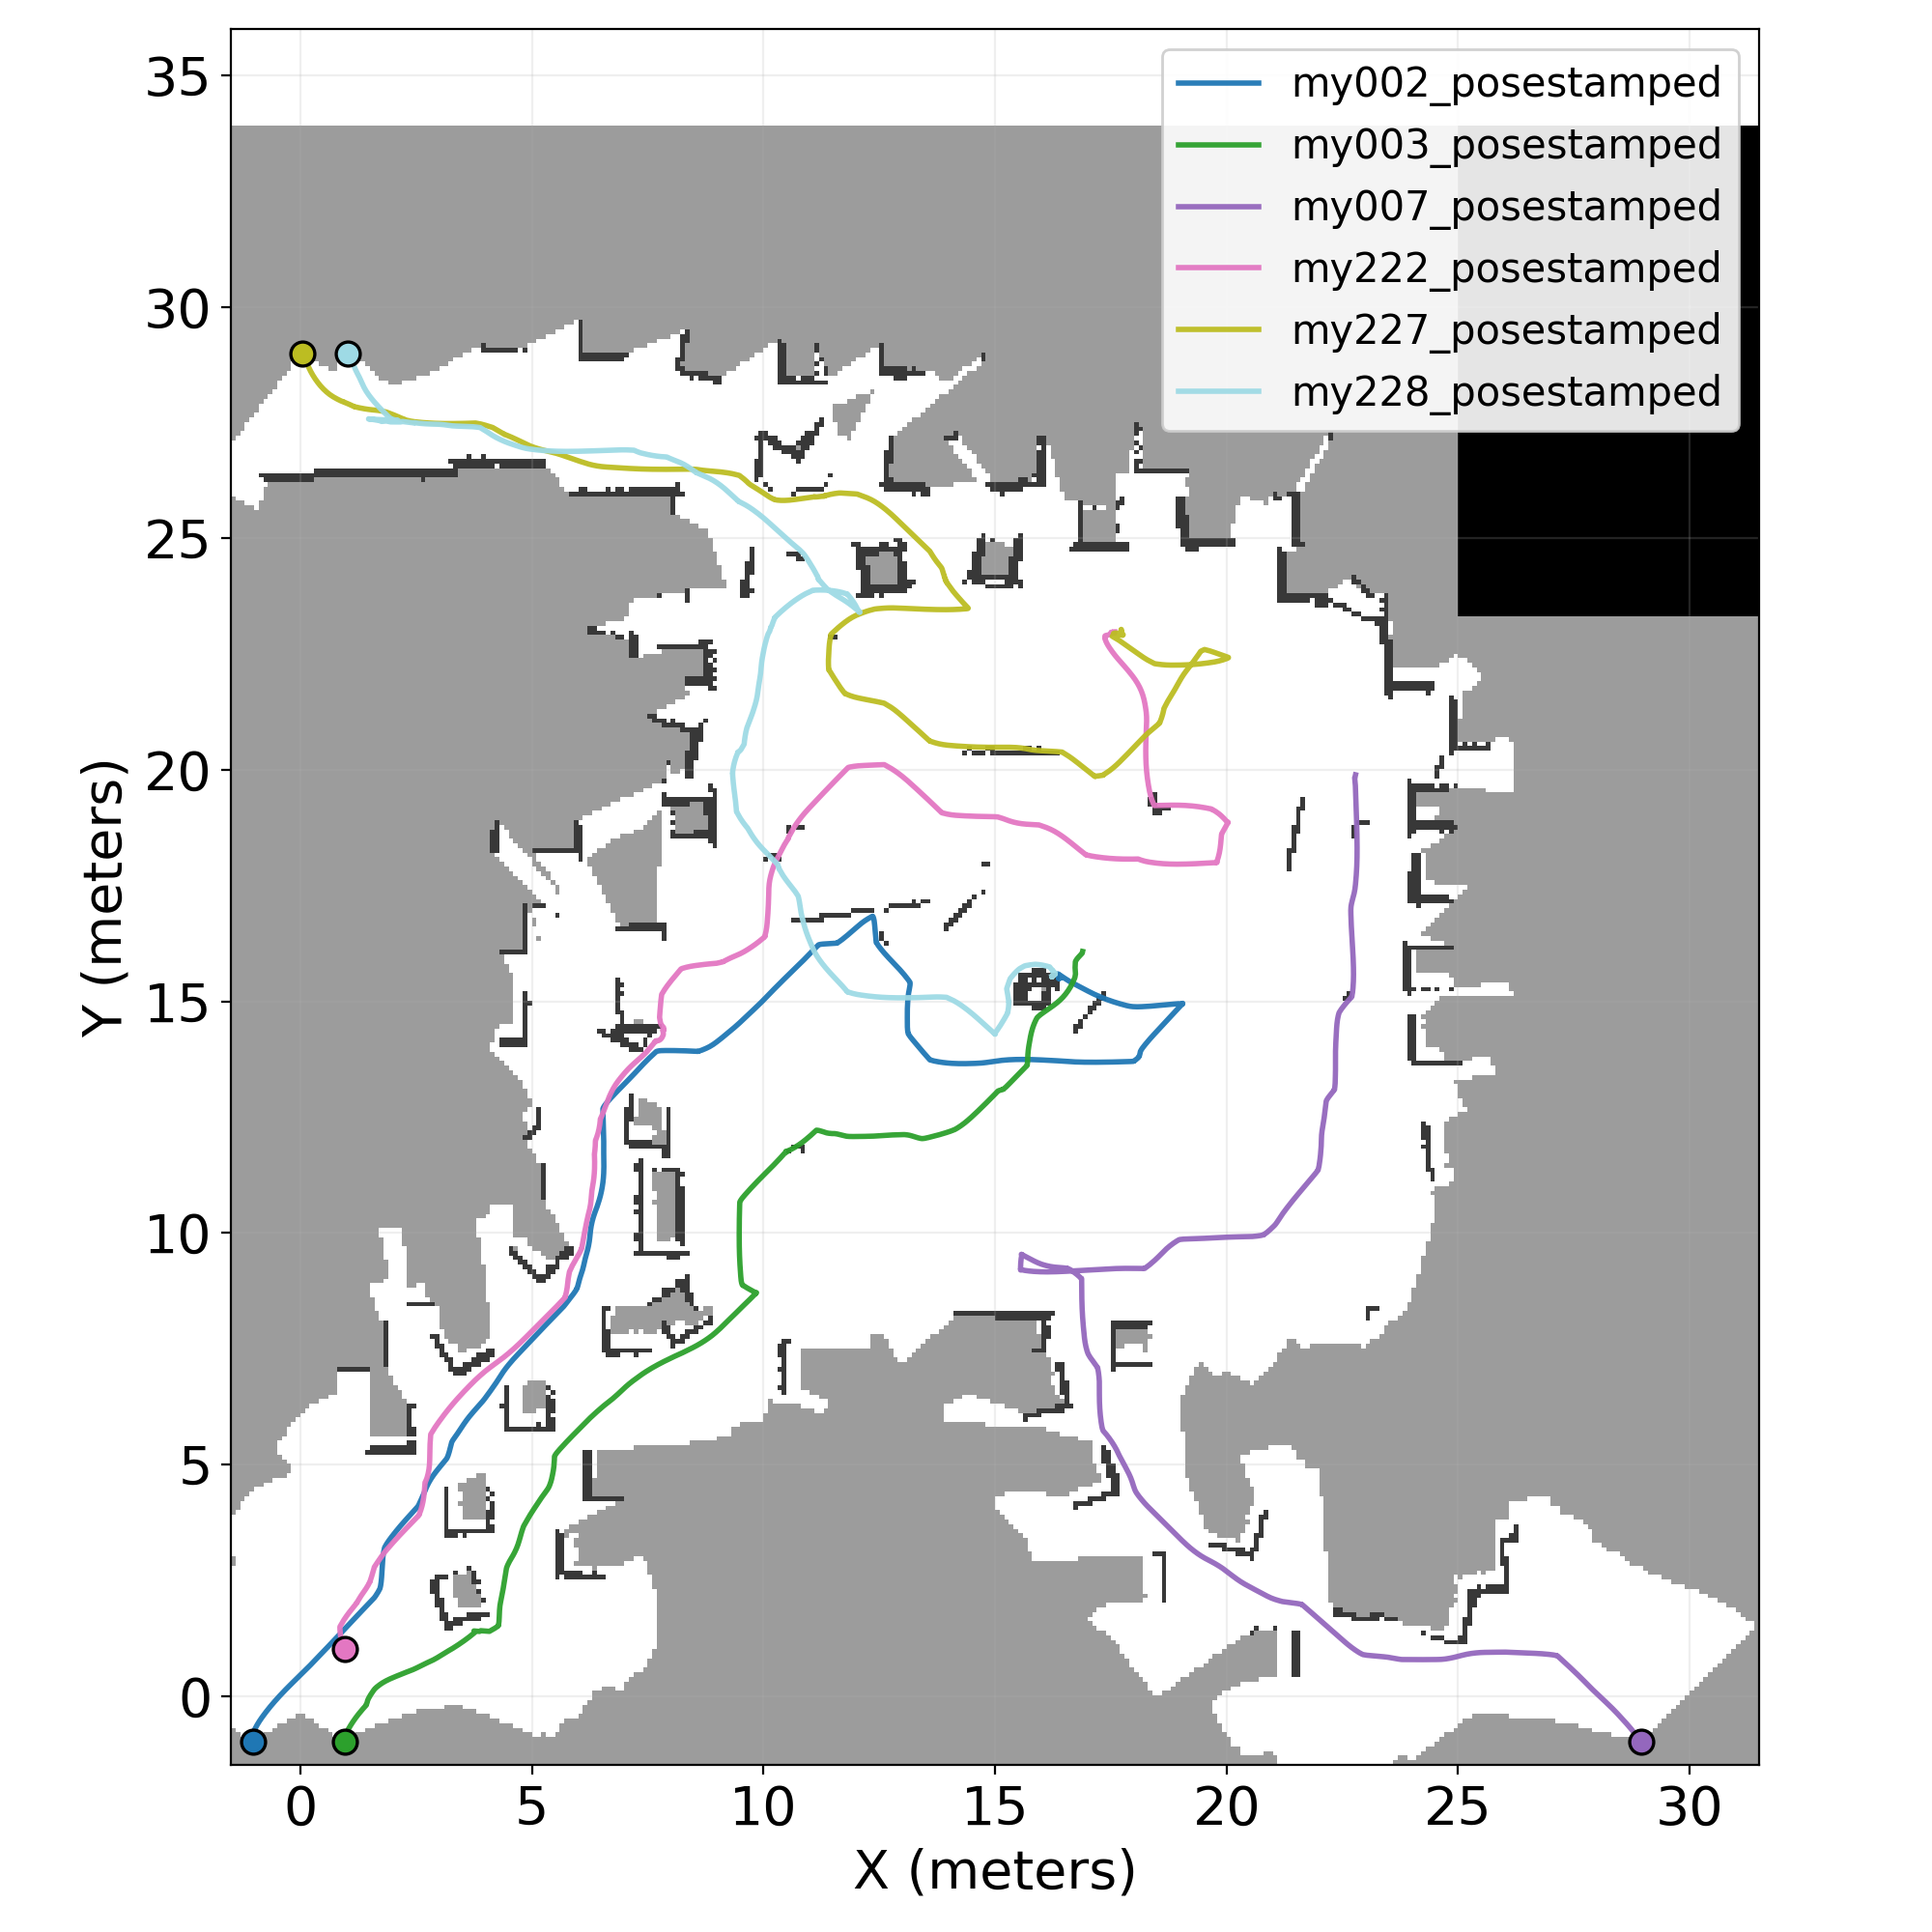 my002_posestamped
my003_posestamped
my007_posestamped
my222_posestamped
my227_posestamped
my228_posestamped
35
30
25
20
15
10
5
0
Y (meters)
0 5 10 15 20 25 30
X (meters)